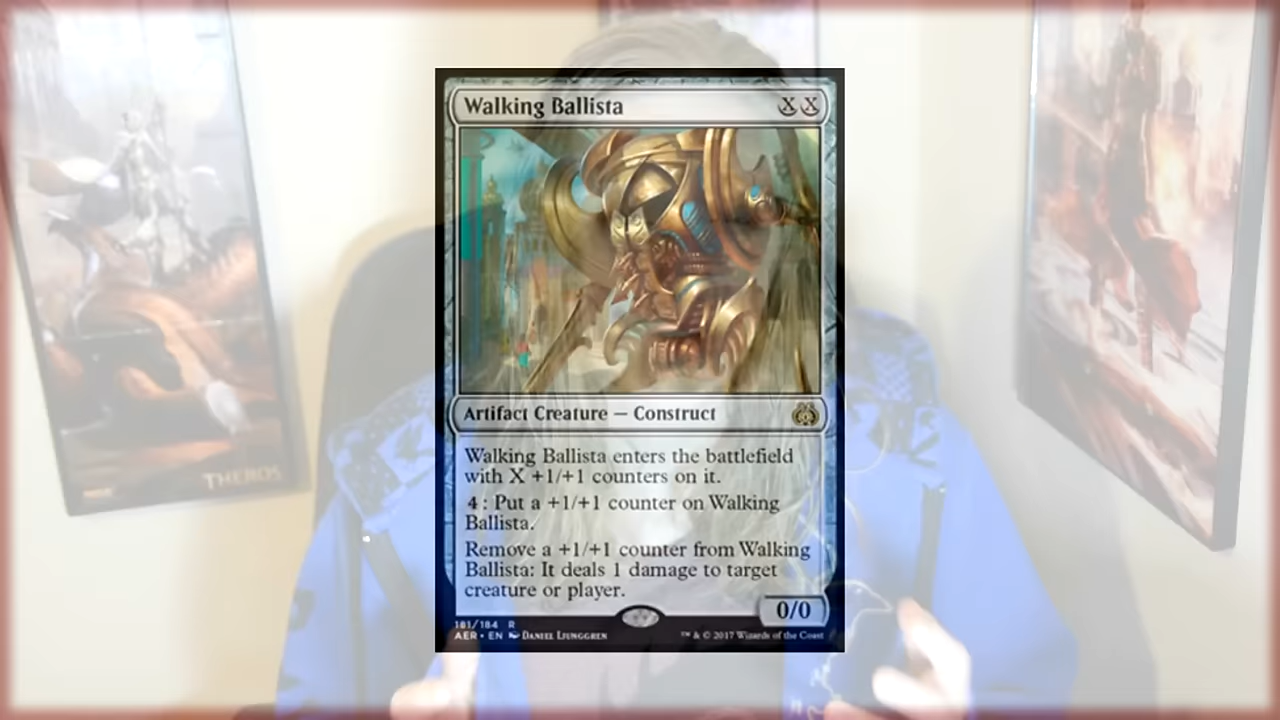 Walking Ballista XX
THEROS
Artifact Creature — Construct
Walking Ballista enters the battlefield
with X +1/+1 counters on it.
4 : Put a +1/+1 counter on Walking
Ballista.
Remove a +1/+1 counter from Walking
Ballista: It deals 1 damage to target
creature or player.
0/0
181/184 R
AER • EN DANIEL LJUNGGREN ™ & © 2017 Wizards of the Coast